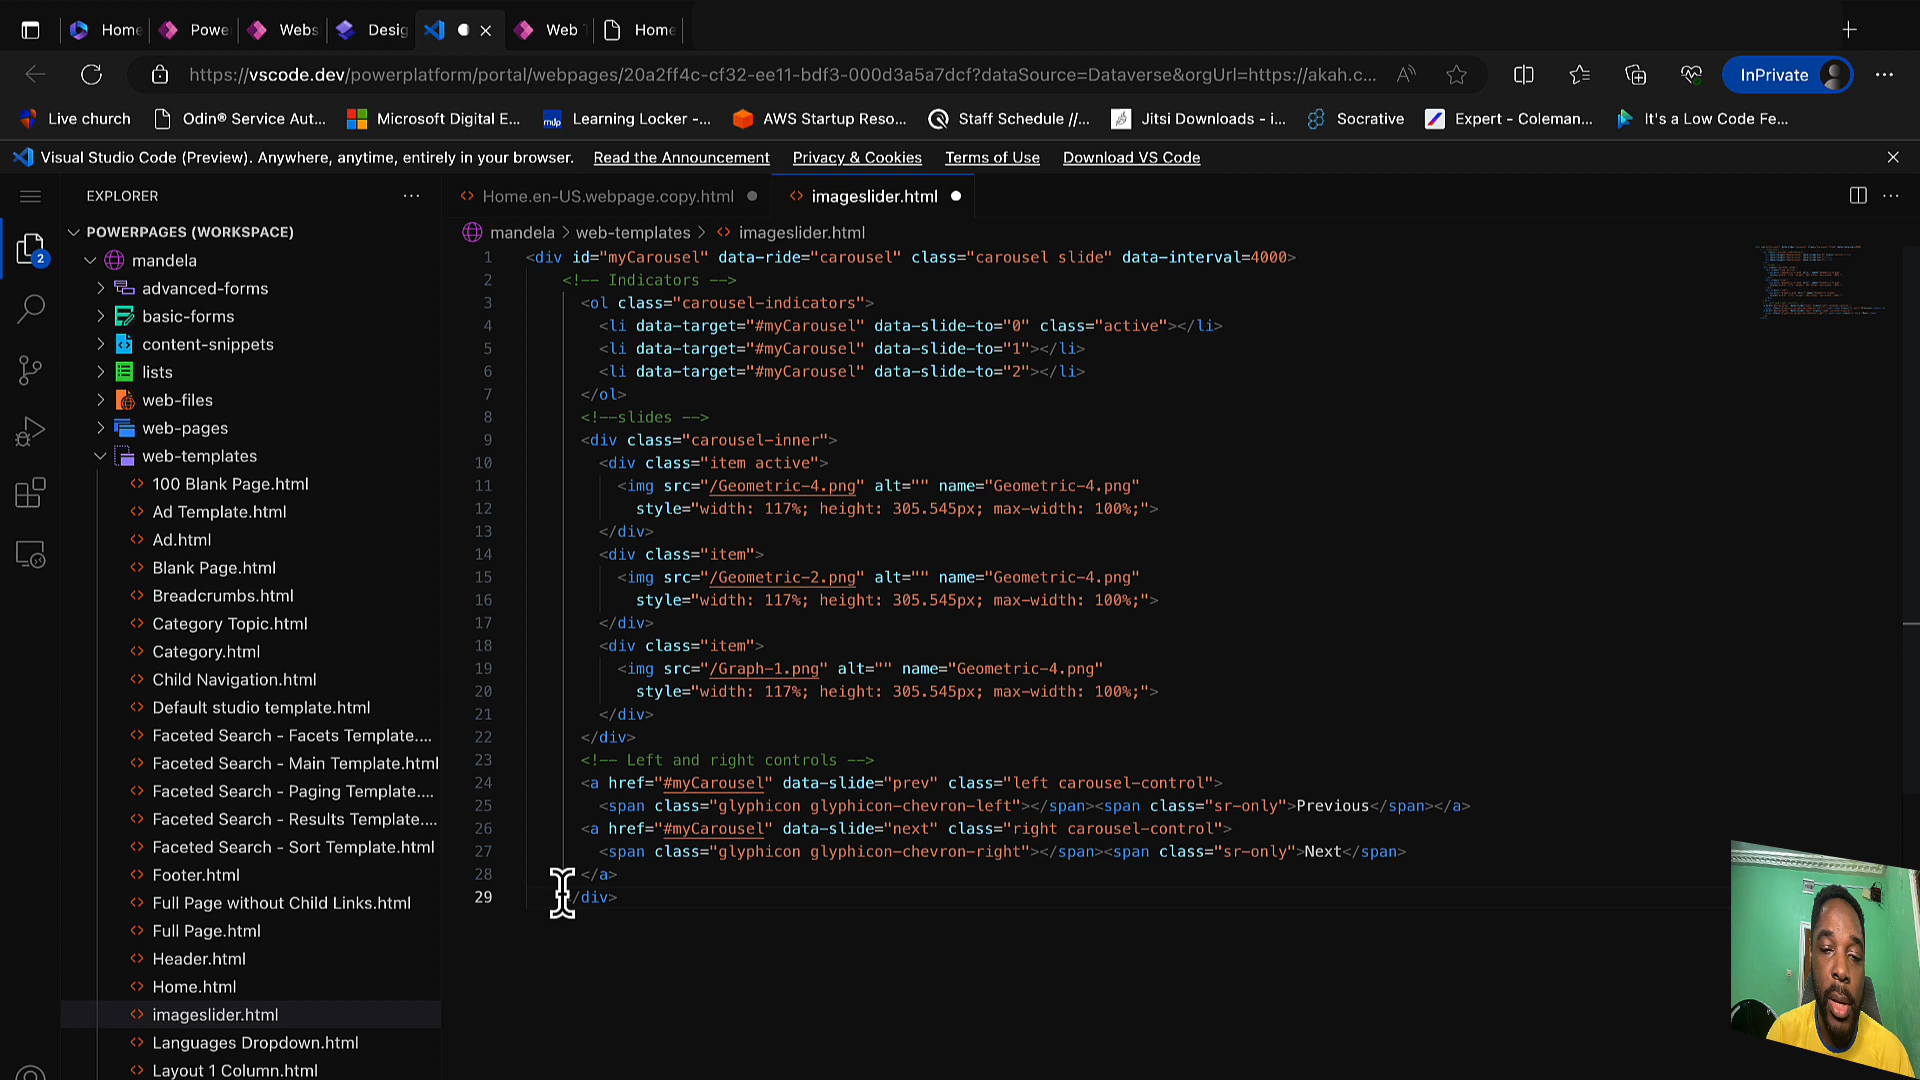 Home
Powe
Webs
Desig
Web
Home
https://vscode.dev/powerplatform/portal/webpages/20a2ff4c-cf32-ee11-bdf3-000d3a5a7dcf?dataSource=Dataverse&orgUrl=https://akah.c...
InPrivate
Live church
Odin® Service Aut...
Microsoft Digital E...
mdp Learning Locker -...
AWS Startup Reso...
Staff Schedule //...
Jitsi Downloads - i...
Socrative
Expert - Coleman...
It's a Low Code Fe...
Visual Studio Code (Preview). Anywhere, anytime, entirely in your browser. Read the Announcement Privacy & Cookies Terms of Use Download VS Code
EXPLORER
2
POWERPAGES (WORKSPACE)
mandela
advanced-forms
basic-forms
content-snippets
lists
web-files
web-pages
web-templates
100 Blank Page.html
Ad Template.html
Ad.html
Blank Page.html
Breadcrumbs.html
Category Topic.html
Category.html
Child Navigation.html
Default studio template.html
Faceted Search - Facets Template....
Faceted Search - Main Template.html
Faceted Search - Paging Template....
Faceted Search - Results Template....
Faceted Search - Sort Template.html
Footer.html
Full Page without Child Links.html
Full Page.html
Header.html
Home.html
imageslider.html
Languages Dropdown.html
Layout 1 Column.html
Home.en-US.webpage.copy.html
imageslider.html
mandela > web-templates > imageslider.html
1 <div id="myCarousel" data-ride="carousel" class="carousel slide" data-interval=4000>
2 <!-- Indicators -->
3 <ol class="carousel-indicators">
4 <li data-target="#myCarousel" data-slide-to="0" class="active"></li>
5 <li data-target="#myCarousel" data-slide-to="1"></li>
6 <li data-target="#myCarousel" data-slide-to="2"></li>
7 </ol>
8 <!--slides -->
9 <div class="carousel-inner">
10 <div class="item active">
11 <img src="/Geometric-4.png" alt="" name="Geometric-4.png"
12 style="width: 117%; height: 305.545px; max-width: 100%;">
13 </div>
14 <div class="item">
15 <img src="/Geometric-2.png" alt="" name="Geometric-4.png"
16 style="width: 117%; height: 305.545px; max-width: 100%;">
17 </div>
18 <div class="item">
19 <img src="/Graph-1.png" alt="" name="Geometric-4.png"
20 style="width: 117%; height: 305.545px; max-width: 100%;">
21 </div>
22 </div>
23 <!-- Left and right controls -->
24 <a href="#myCarousel" data-slide="prev" class="left carousel-control">
25 <span class="glyphicon glyphicon-chevron-left"></span><span class="sr-only">Previous</span></a>
26 <a href="#myCarousel" data-slide="next" class="right carousel-control">
27 <span class="glyphicon glyphicon-chevron-right"></span><span class="sr-only">Next</span>
28 </a>
29 /div>